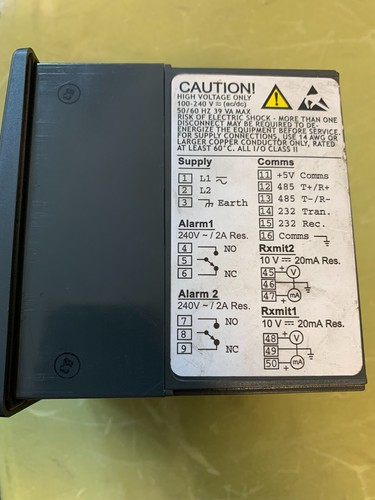 CAUTION!
HIGH VOLTAGE ONLY
100-240 V ≂ (ac/dc)
50/60 HZ 39 VA MAX
RISK OF ELECTRIC SHOCK - MORE THAN ONE
DISCONNECT MAY BE REQUIRED TO DE-
ENERGIZE THE EQUIPMENT BEFORE SERVICE.
FOR SUPPLY CONNECTIONS, USE 14 AWG OR
LARGER COPPER CONDUCTOR ONLY, RATED
AT LEAST 60°C. ALL I/O CLASS II
Supply
1 L1
2 L2
3 Earth
Alarm1
240V ~ / 2A Res.
4 NO
5
6 NC
Alarm 2
240V ~ / 2A Res.
7 NO
8
9 NC
Comms
11 +5V Comms
12 485 T+/R+
13 485 T-/R-
14 232 Tran.
15 232 Rec.
16 Comms
Rxmit2
10 V ⎓ 20mA Res.
45 + V
46
47 + mA
Rxmit1
10 V ⎓ 20mA Res.
48 + V
49
50 + mA